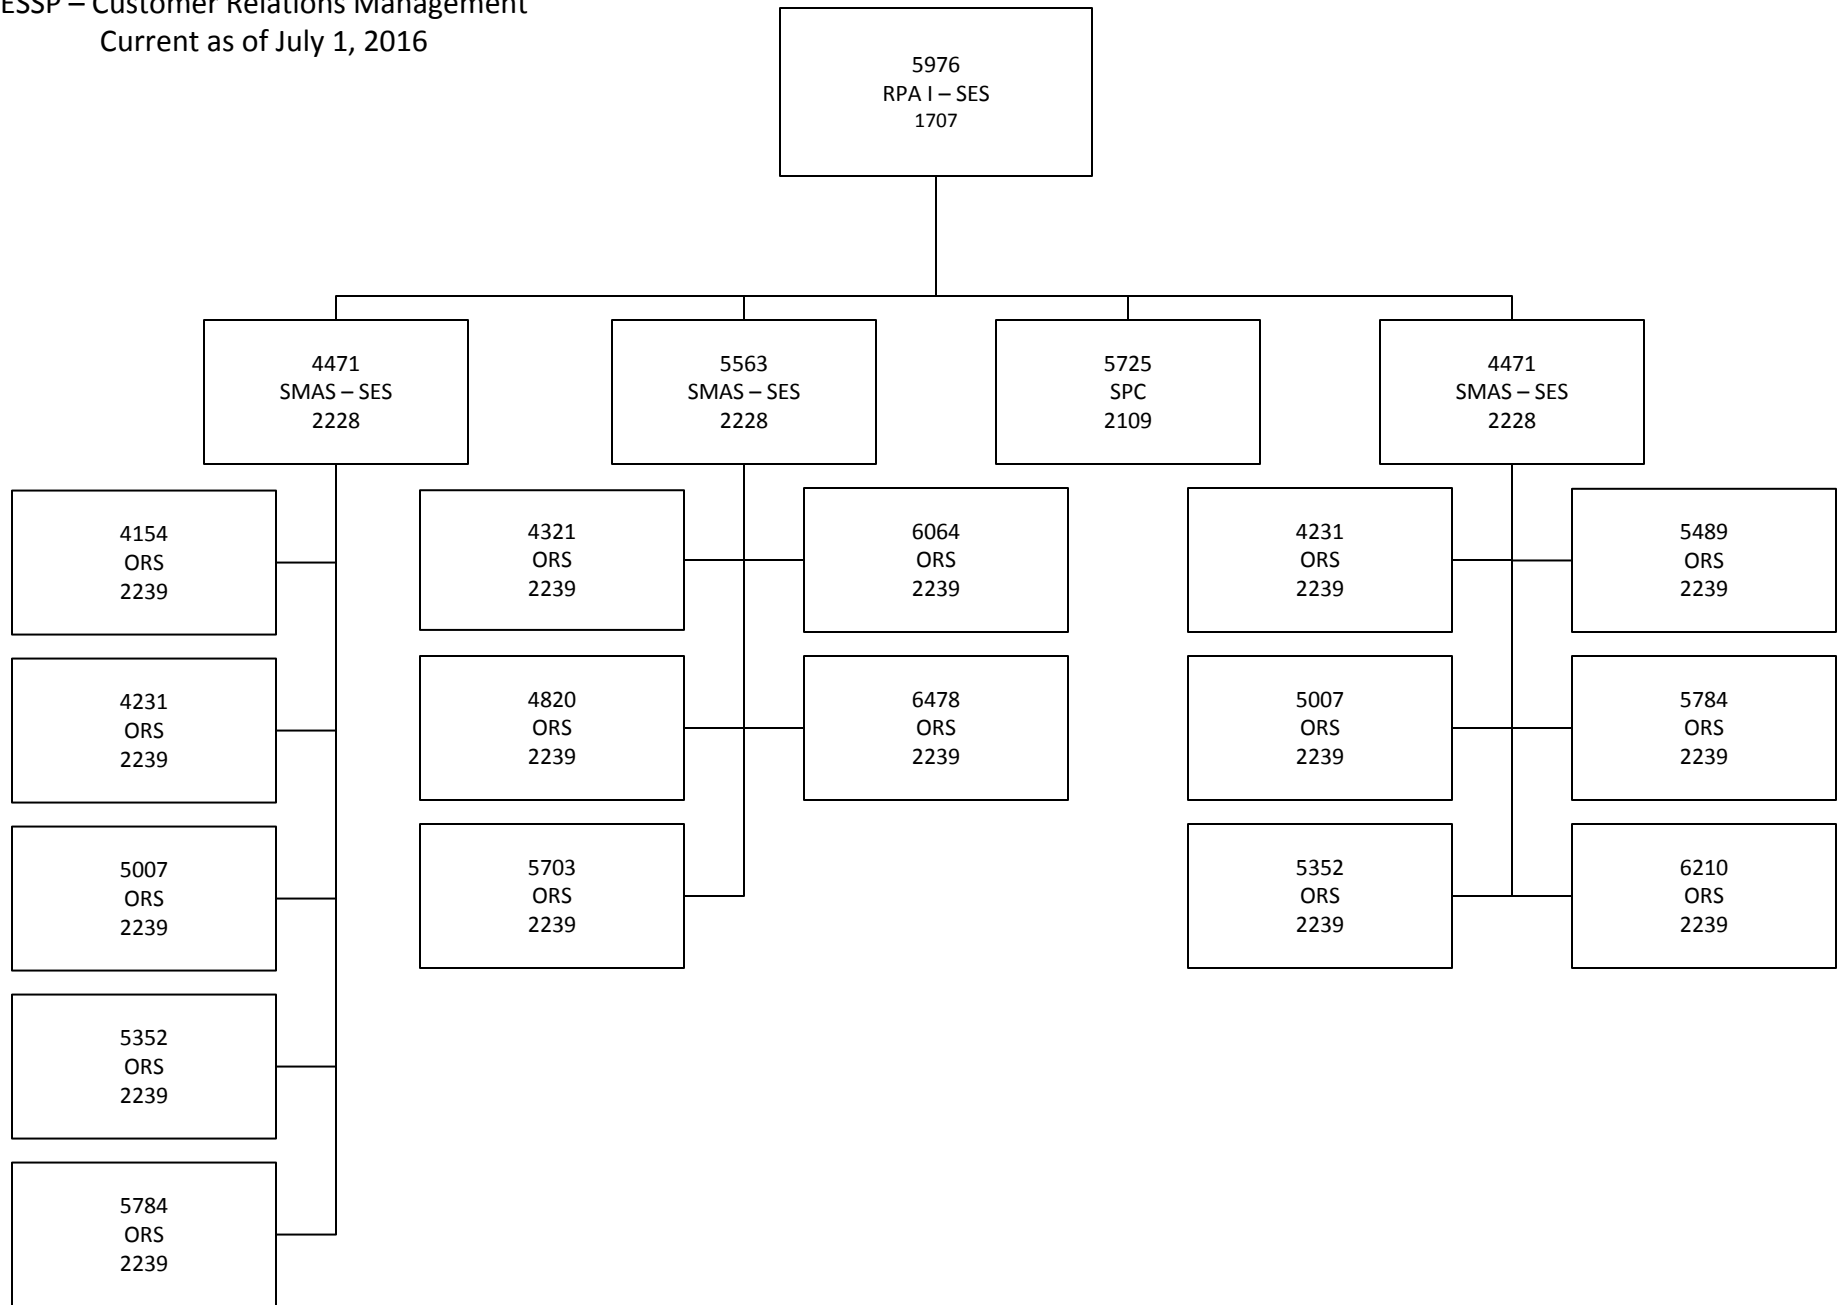 ESSP – Customer Relations Management
Current as of July 1, 2016
5976
RPA I – SES
1707
4471
SMAS – SES
2228
5563
SMAS – SES
2228
5725
SPC
2109
4471
SMAS – SES
2228
4154
ORS
2239
4231
ORS
2239
5007
ORS
2239
5352
ORS
2239
5784
ORS
2239
4321
ORS
2239
4820
ORS
2239
5703
ORS
2239
6064
ORS
2239
6478
ORS
2239
4231
ORS
2239
5007
ORS
2239
5352
ORS
2239
5489
ORS
2239
5784
ORS
2239
6210
ORS
2239